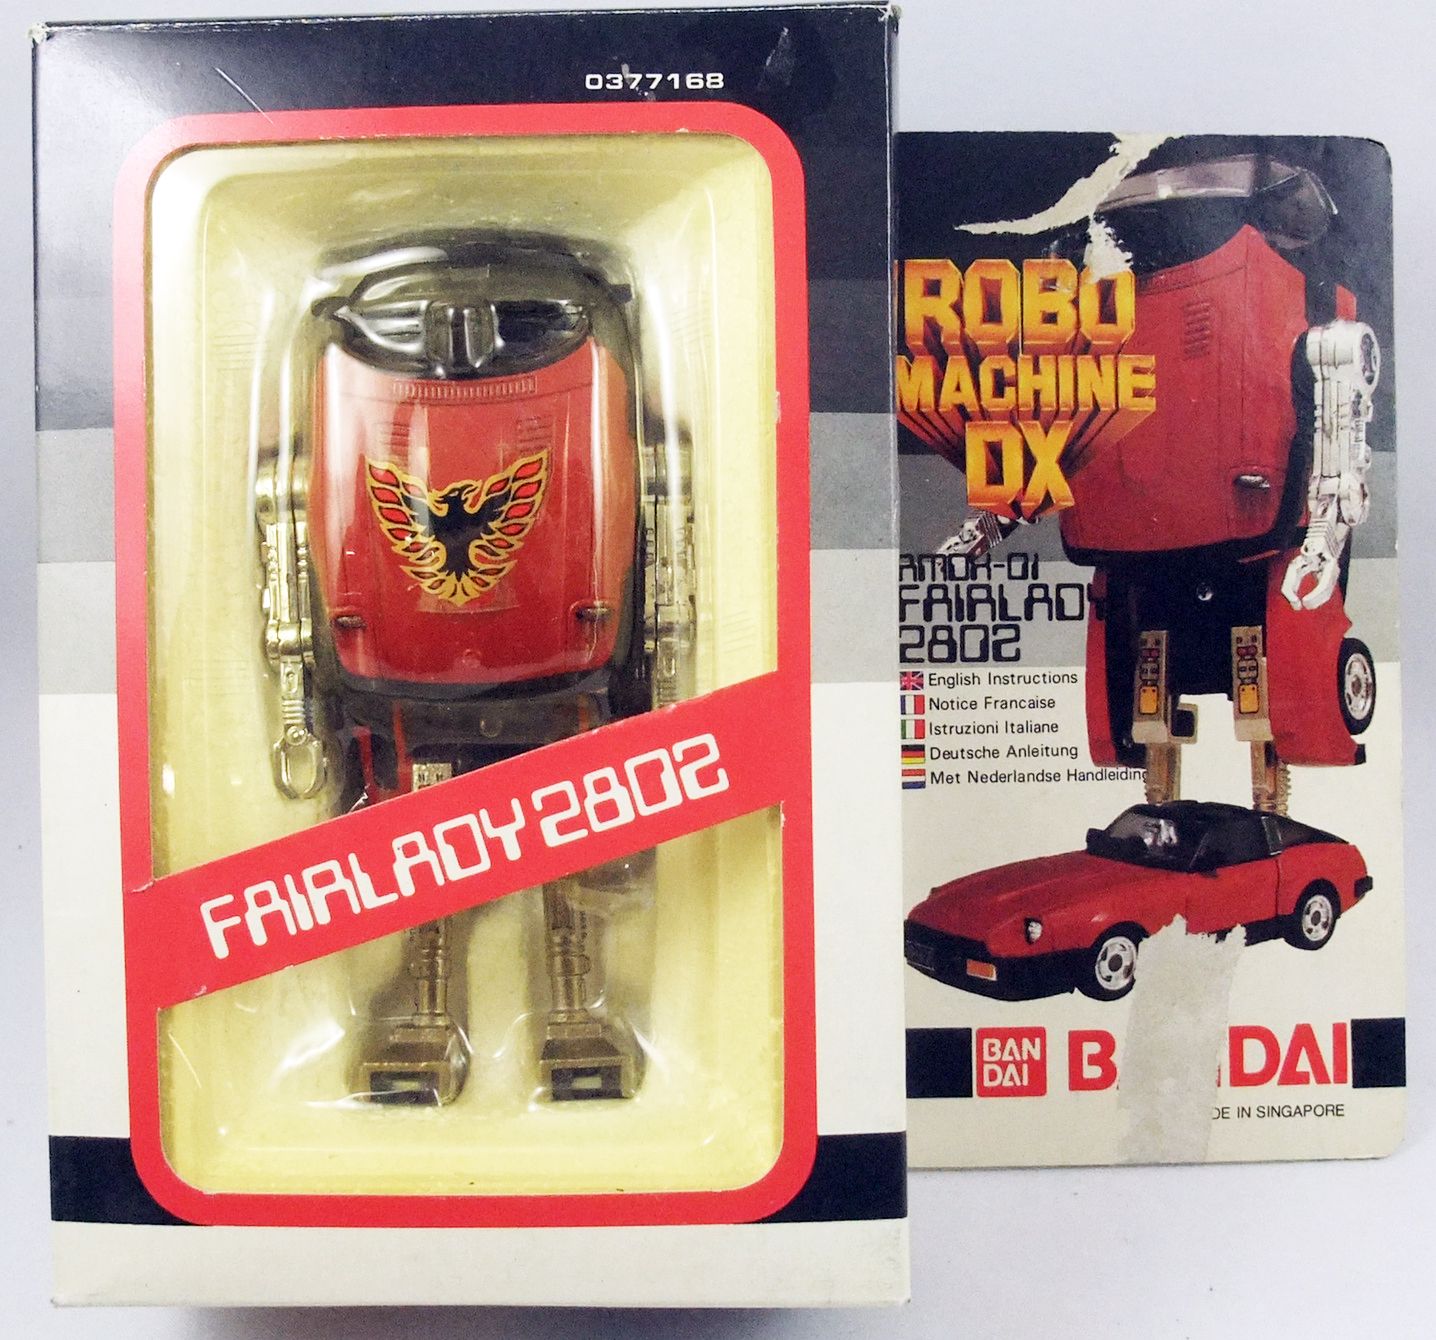 0377168
FAIRLADY 280Z
ROBO
MACHINE
DX
RMDX-01
FAIRLADY
280Z
English Instructions
Notice Francaise
Istruzioni Italiane
Deutsche Anleitung
Met Nederlandse Handleiding
BAN
DAI
B DAI
DE IN SINGAPORE